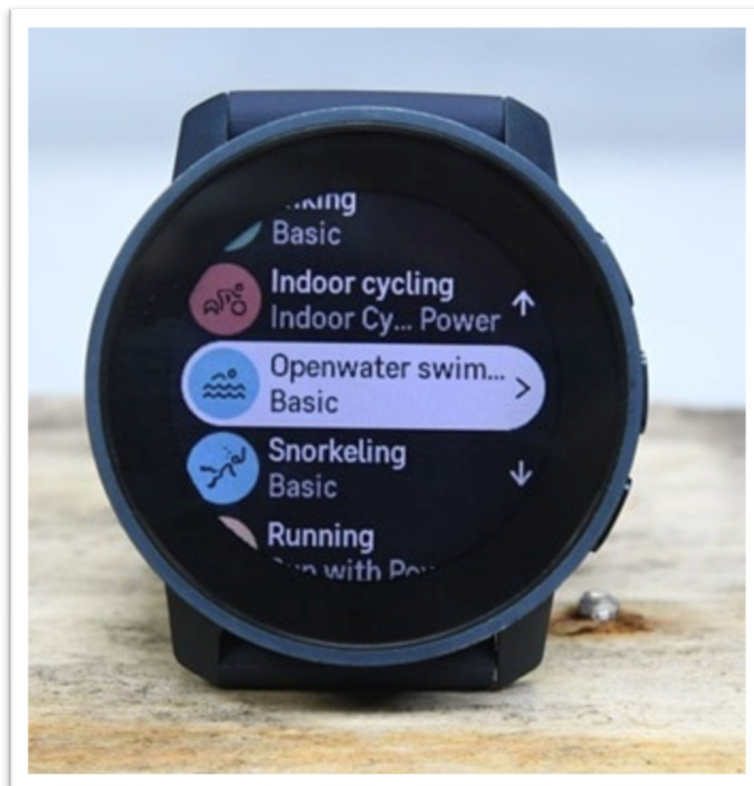 Basic
Indoor cycling
Indoor Cy... Power
Openwater swim...
Basic
Snorkeling
Basic
Running